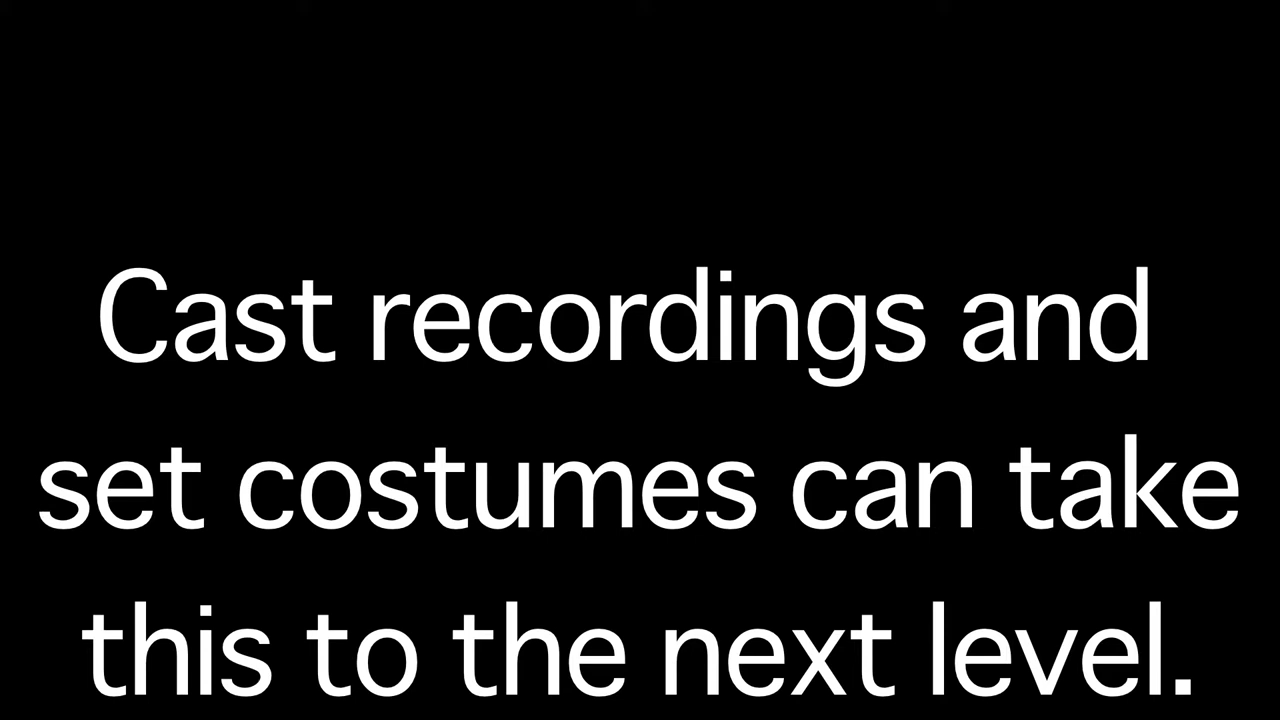 Cast recordings and
set costumes can take
this to the next level.